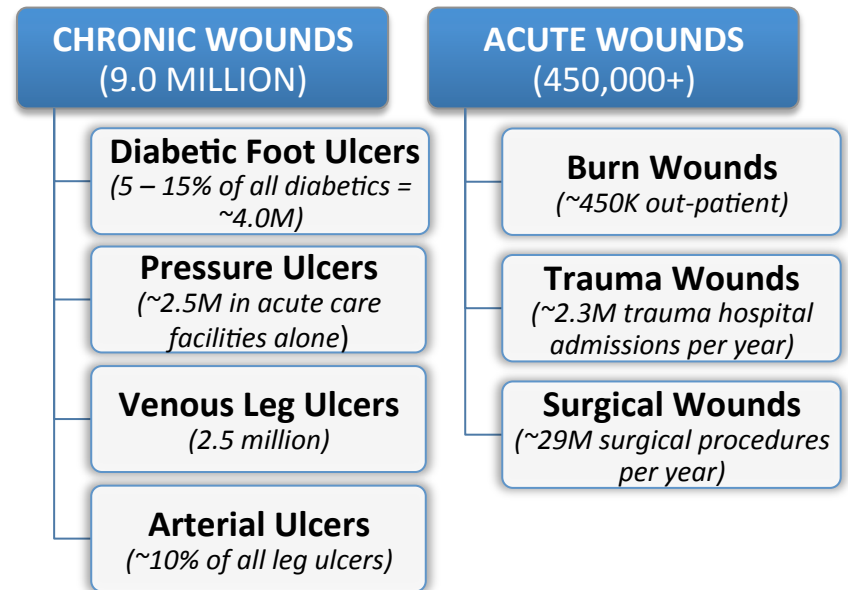 CHRONIC WOUNDS
(9.0 MILLION)
Diabetic Foot Ulcers
(5 – 15% of all diabetics =
~4.0M)
Pressure Ulcers
(~2.5M in acute care
facilities alone)
Venous Leg Ulcers
(2.5 million)
Arterial Ulcers
(~10% of all leg ulcers)
ACUTE WOUNDS
(450,000+)
Burn Wounds
(~450K out-patient)
Trauma Wounds
(~2.3M trauma hospital
admissions per year)
Surgical Wounds
(~29M surgical procedures
per year)